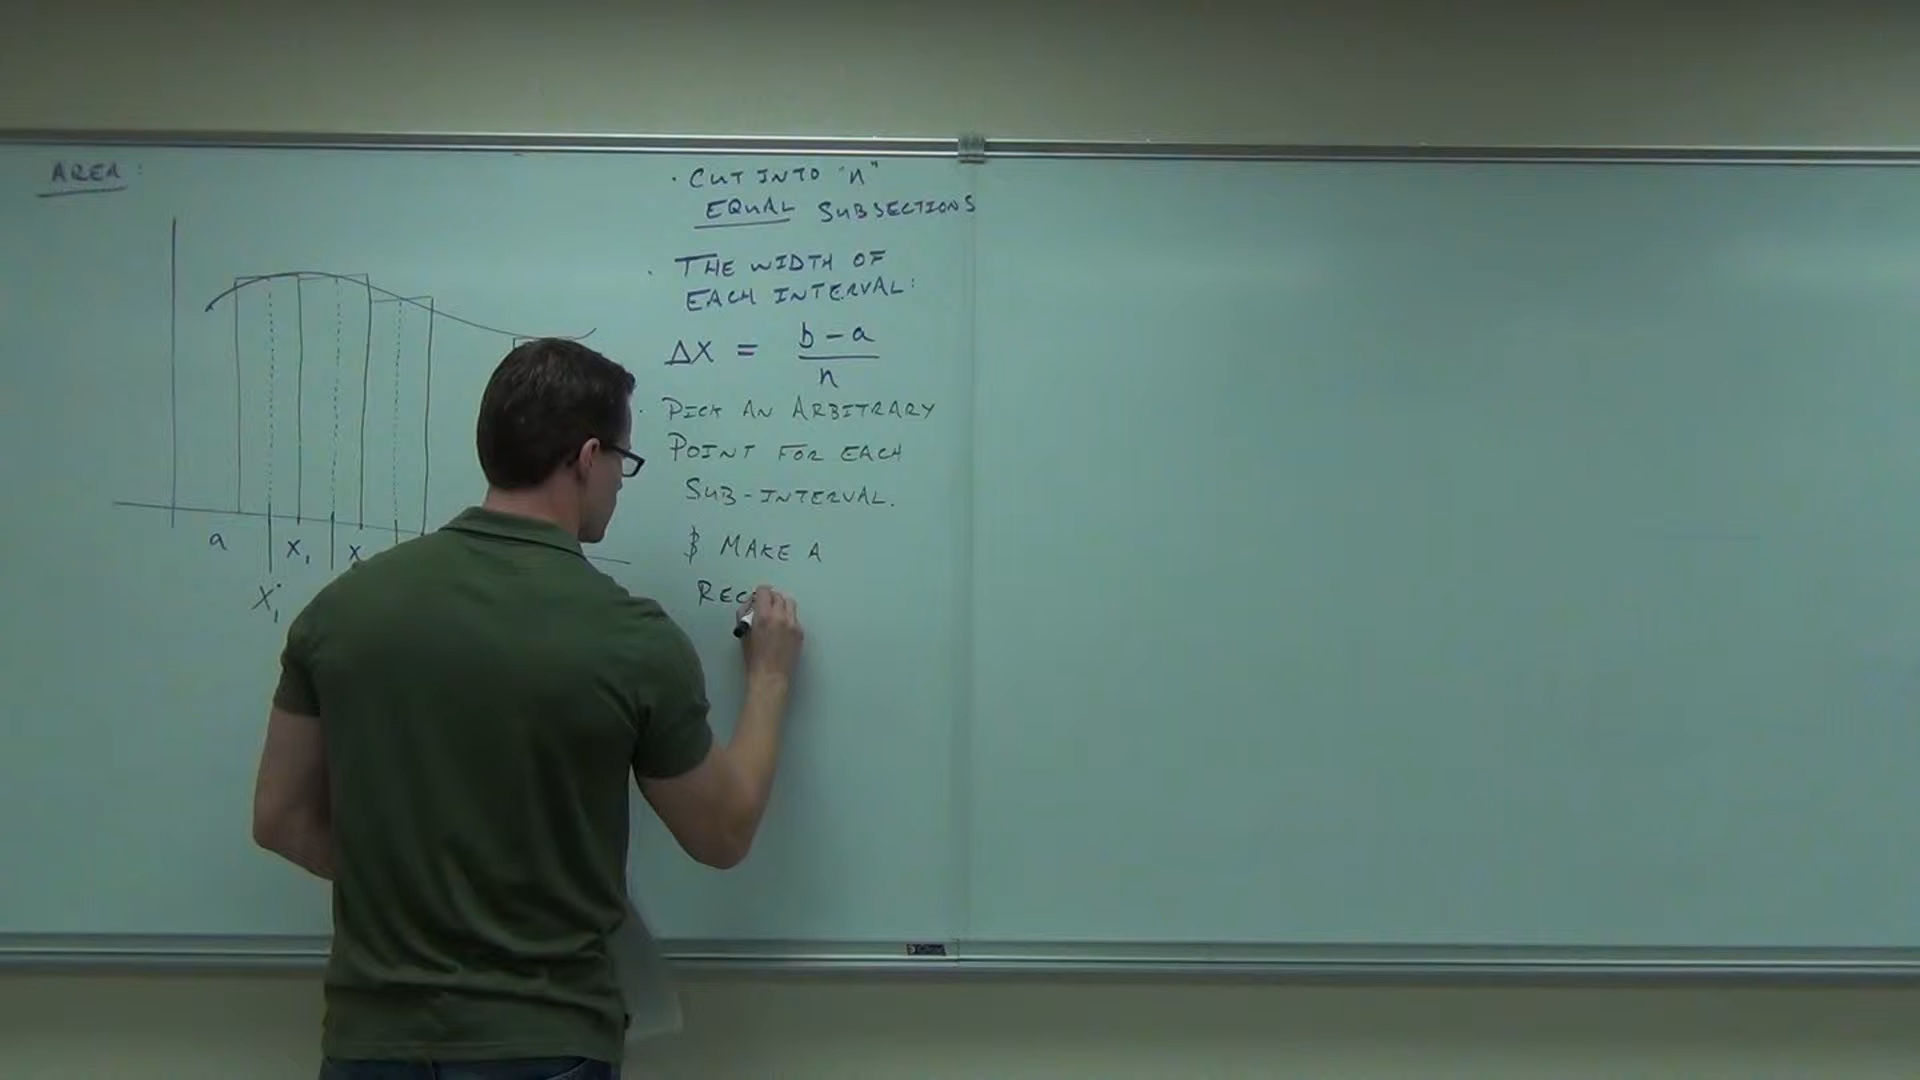 AREA:
a x₁ x
x₁*
· CUT INTO "n"
EQUAL SUBSECTIONS
· THE WIDTH OF
EACH INTERVAL:
Δx = b-a
n
· PICK AN ARBITRARY
POINT FOR EACH
SUB-INTERVAL.
& MAKE A
REC